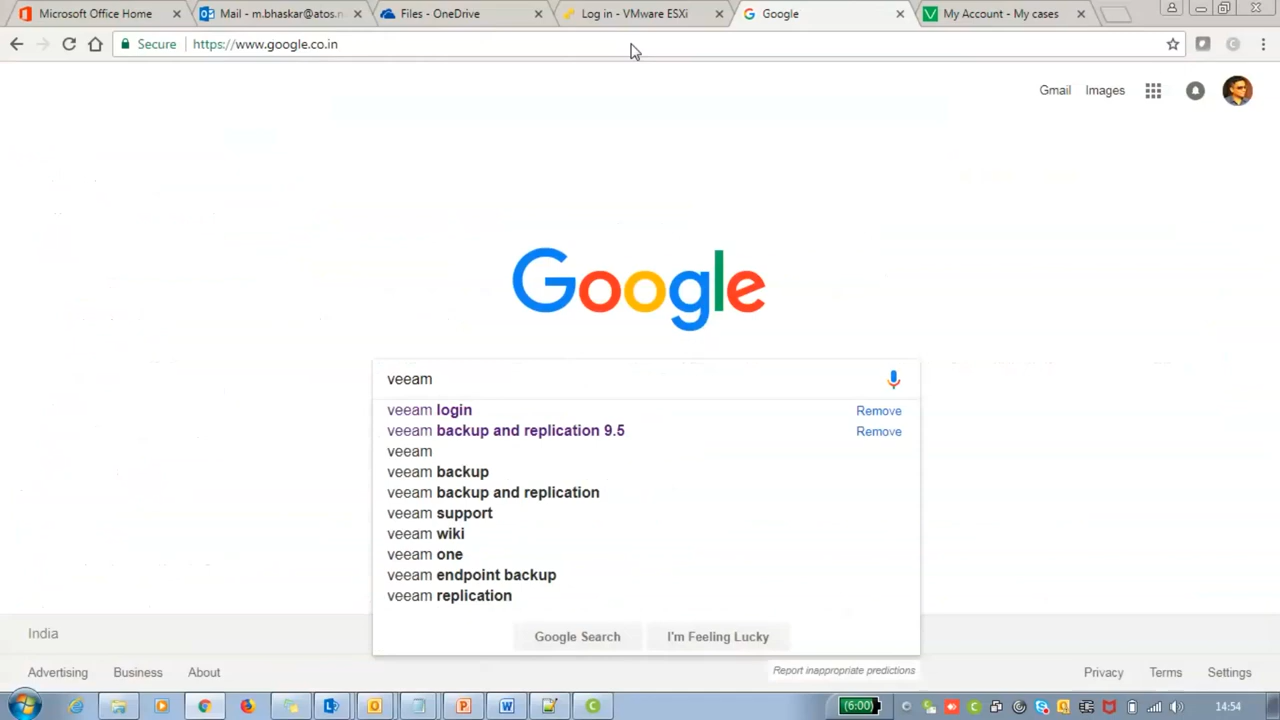 Microsoft Office Home
Mail - m.bhaskar@atos.n
Files - OneDrive
Log in - VMware ESXi
Google
My Account - My cases
Secure
https://www.google.co.in
Gmail
Images
Google
veeam
veeam login
Remove
veeam backup and replication 9.5
Remove
veeam
veeam backup
veeam backup and replication
veeam support
veeam wiki
veeam one
veeam endpoint backup
veeam replication
Google Search
I'm Feeling Lucky
India
Report inappropriate predictions
Advertising
Business
About
Privacy
Terms
Settings
(6:00)
14:54